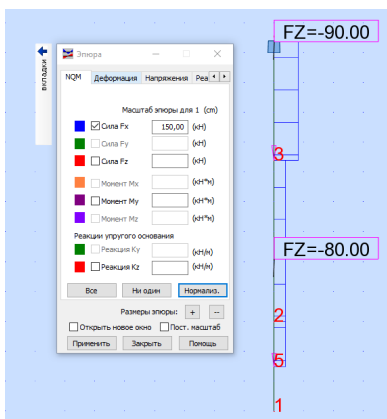 FZ=-90.00
вкладки
Эпюра
NQM Деформация Напряжения Реа
Масштаб эпюры для 1 (cm)
Сила Fx 150,00 (кН)
Сила Fy (кН)
Сила Fz (кН)
Момент Mx (кН*м)
Момент My (кН*м)
Момент Mz (кН*м)
Реакции упругого основания
Реакция Ky (кН/м)
Реакция Kz (кН/м)
Все Ни один Нормализ.
Размеры эпюры: + --
Открыть новое окно Пост. масштаб
Применить Закрыть Помощь
3
FZ=-80.00
2
5
1